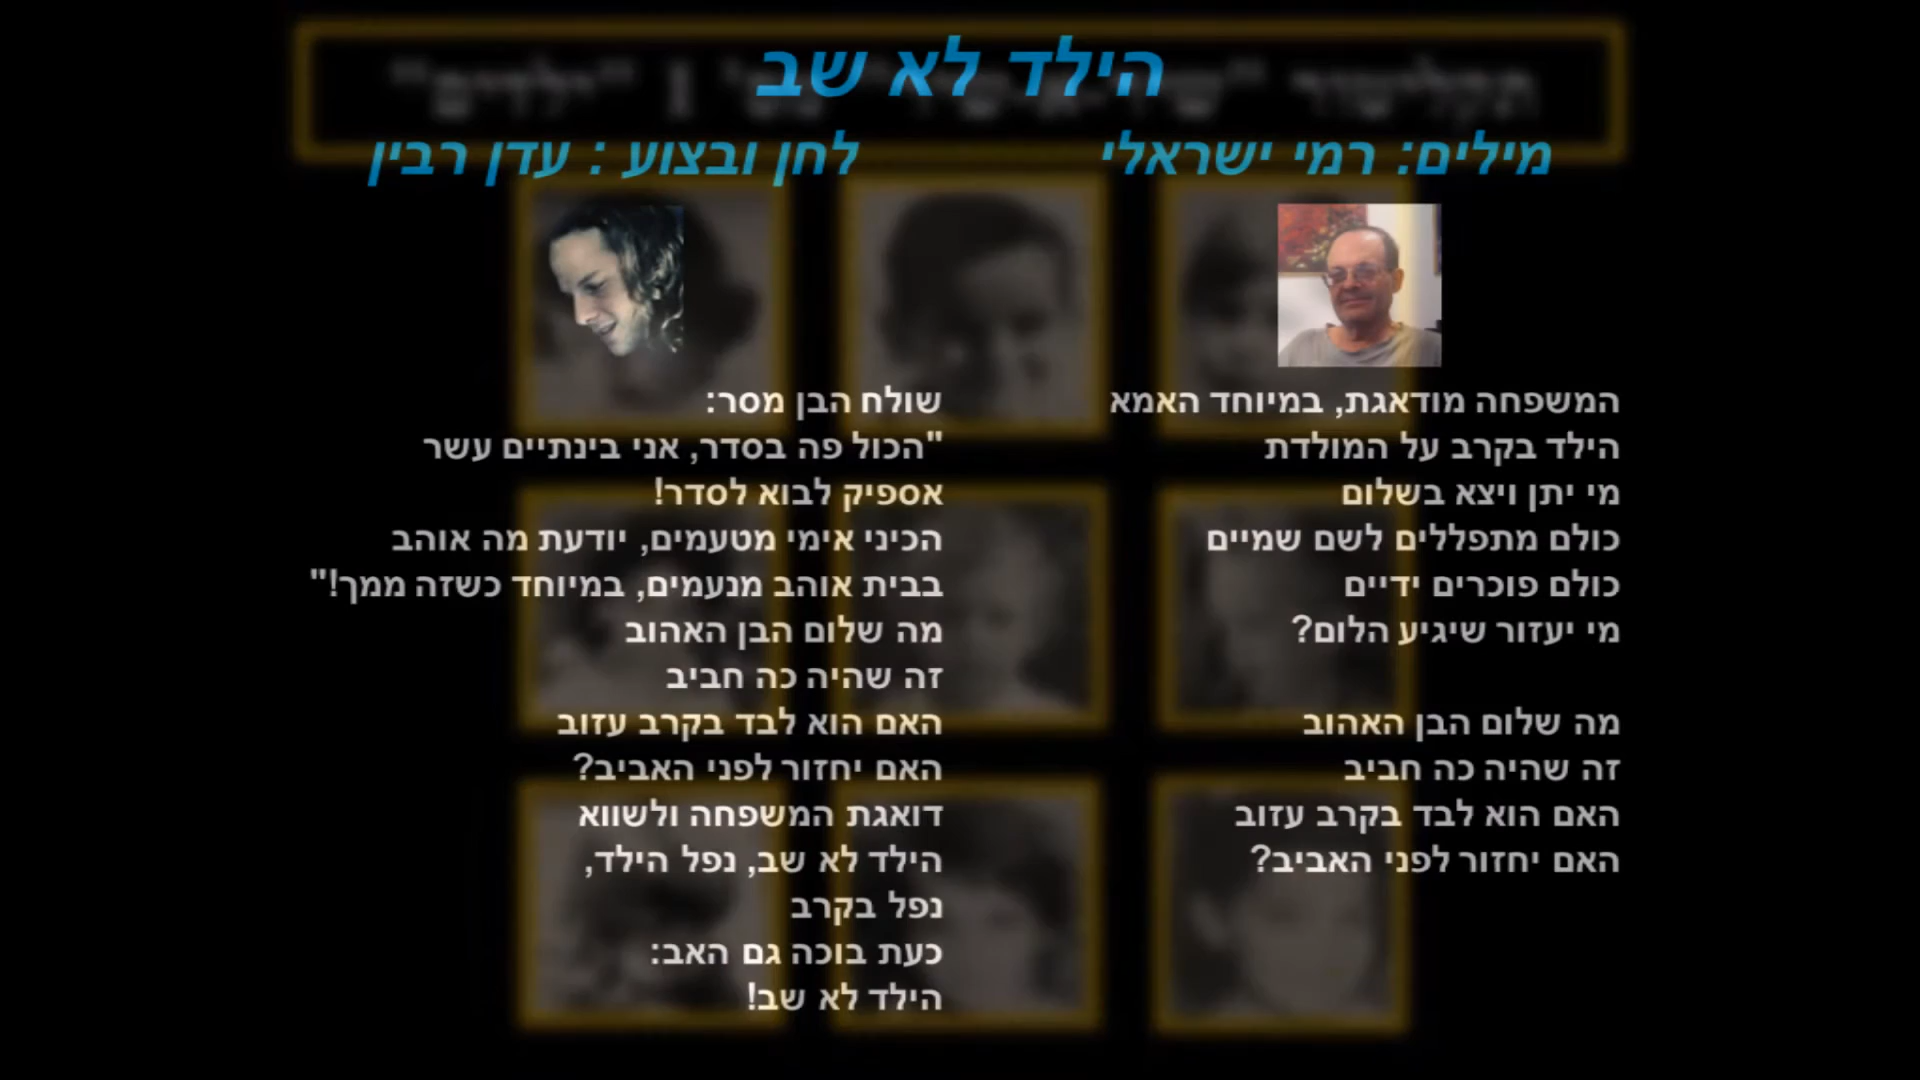 הילד לא שב
מילים: רמי ישראלי
לחן ובצוע : עדן רבין
המשפחה מודאגת, במיוחד האמא
הילד בקרב על המולדת
מי יתן ויצא בשלום
כולם מתפללים לשם שמיים
כולם פוכרים ידיים
מי יעזור שיגיע הלום?
מה שלום הבן האהוב
זה שהיה כה חביב
האם הוא לבד בקרב עזוב
האם יחזור לפני האביב?
שולח הבן מסר:
"הכול פה בסדר, אני בינתיים עשר
אספיק לבוא לסדר!
הכיני אימי מטעמים, יודעת מה אוהב
בבית אוהב מנעמים, במיוחד כשזה ממך!"
מה שלום הבן האהוב
זה שהיה כה חביב
האם הוא לבד בקרב עזוב
האם יחזור לפני האביב?
דואגת המשפחה ולשווא
הילד לא שב, נפל הילד,
נפל בקרב
כעת בוכה גם האב:
הילד לא שב!